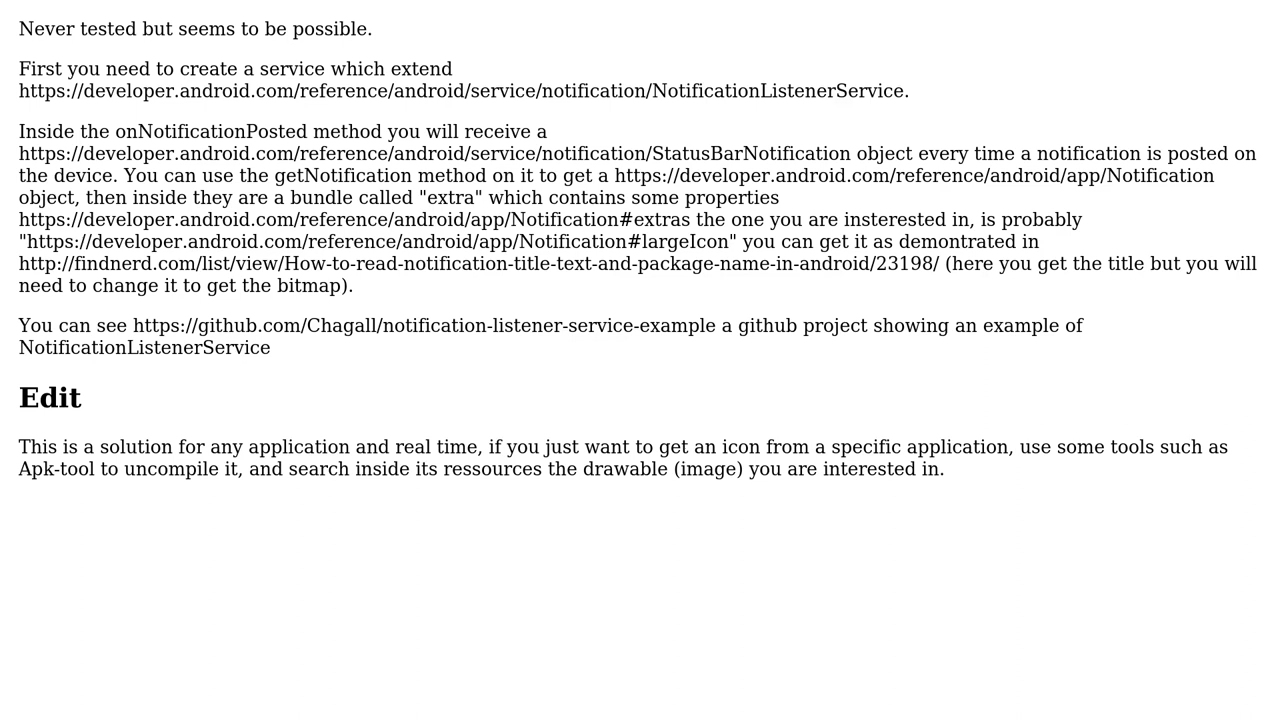 Never tested but seems to be possible.
First you need to create a service which extend
https://developer.android.com/reference/android/service/notification/NotificationListenerService.
Inside the onNotificationPosted method you will receive a
https://developer.android.com/reference/android/service/notification/StatusBarNotification object every time a notification is posted on
the device. You can use the getNotification method on it to get a https://developer.android.com/reference/android/app/Notification
object, then inside they are a bundle called "extra" which contains some properties
https://developer.android.com/reference/android/app/Notification#extras the one you are insterested in, is probably
"https://developer.android.com/reference/android/app/Notification#largeIcon" you can get it as demontrated in
http://findnerd.com/list/view/How-to-read-notification-title-text-and-package-name-in-android/23198/ (here you get the title but you will
need to change it to get the bitmap).
You can see https://github.com/Chagall/notification-listener-service-example a github project showing an example of
NotificationListenerService
Edit
This is a solution for any application and real time, if you just want to get an icon from a specific application, use some tools such as
Apk-tool to uncompile it, and search inside its ressources the drawable (image) you are interested in.